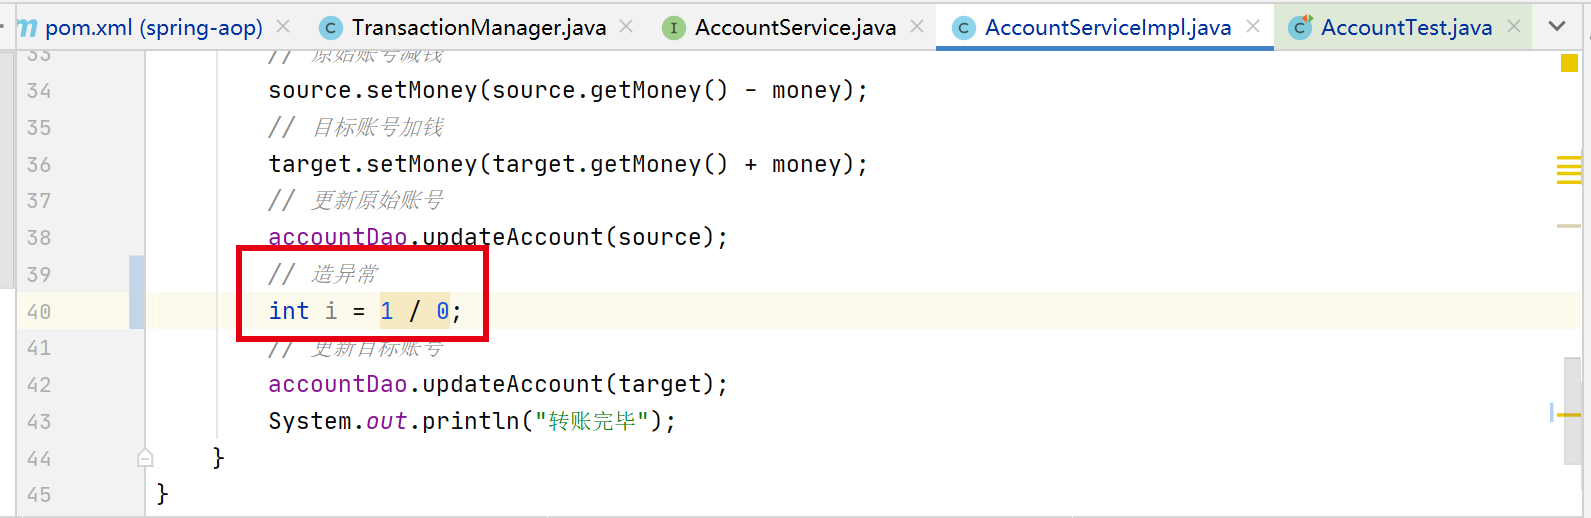 pom.xml (spring-aop) TransactionManager.java AccountService.java AccountServiceImpl.java AccountTest.java
33 // 原始账号减钱
34 source.setMoney(source.getMoney() - money);
35 // 目标账号加钱
36 target.setMoney(target.getMoney() + money);
37 // 更新原始账号
38 accountDao.updateAccount(source);
39 // 造异常
40 int i = 1 / 0;
41 // 更新目标账号
42 accountDao.updateAccount(target);
43 System.out.println("转账完毕");
44 }
45 }